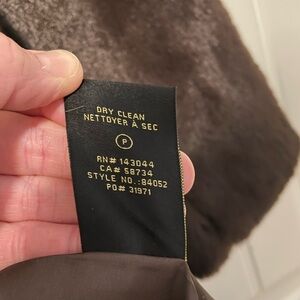 DRY CLEAN
NETTOYER À SEC
P
RN# 143044
CA# 58734
STYLE NO.:84052
PO# 31971